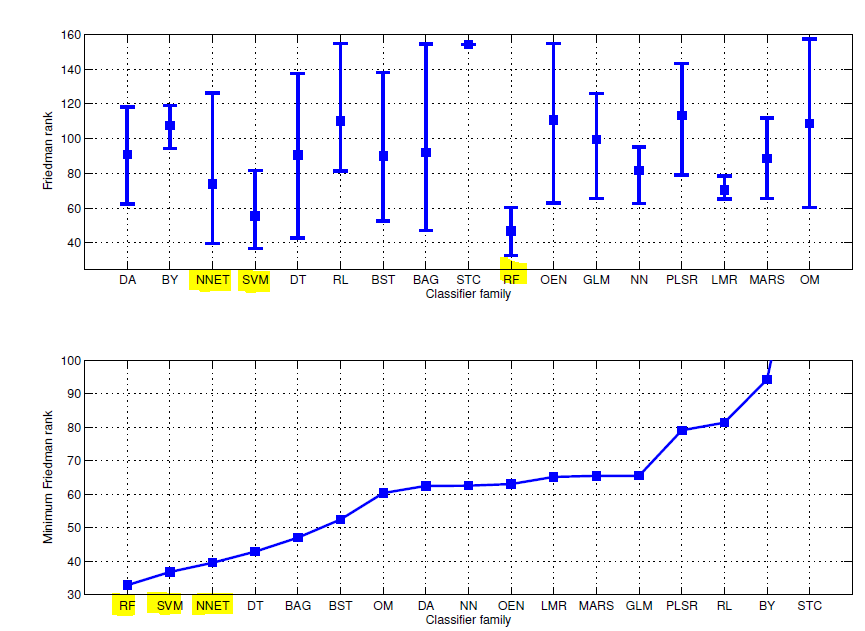 160
140
120
100
80
60
40
Friedman rank
DA BY NNET SVM DT RL BST BAG STC RF OEN GLM NN PLSR LMR MARS OM
Classifier family
100
90
80
70
60
50
40
30
Minimum Friedman rank
RF SVM NNET DT BAG BST OM DA NN OEN LMR MARS GLM PLSR RL BY STC
Classifier family